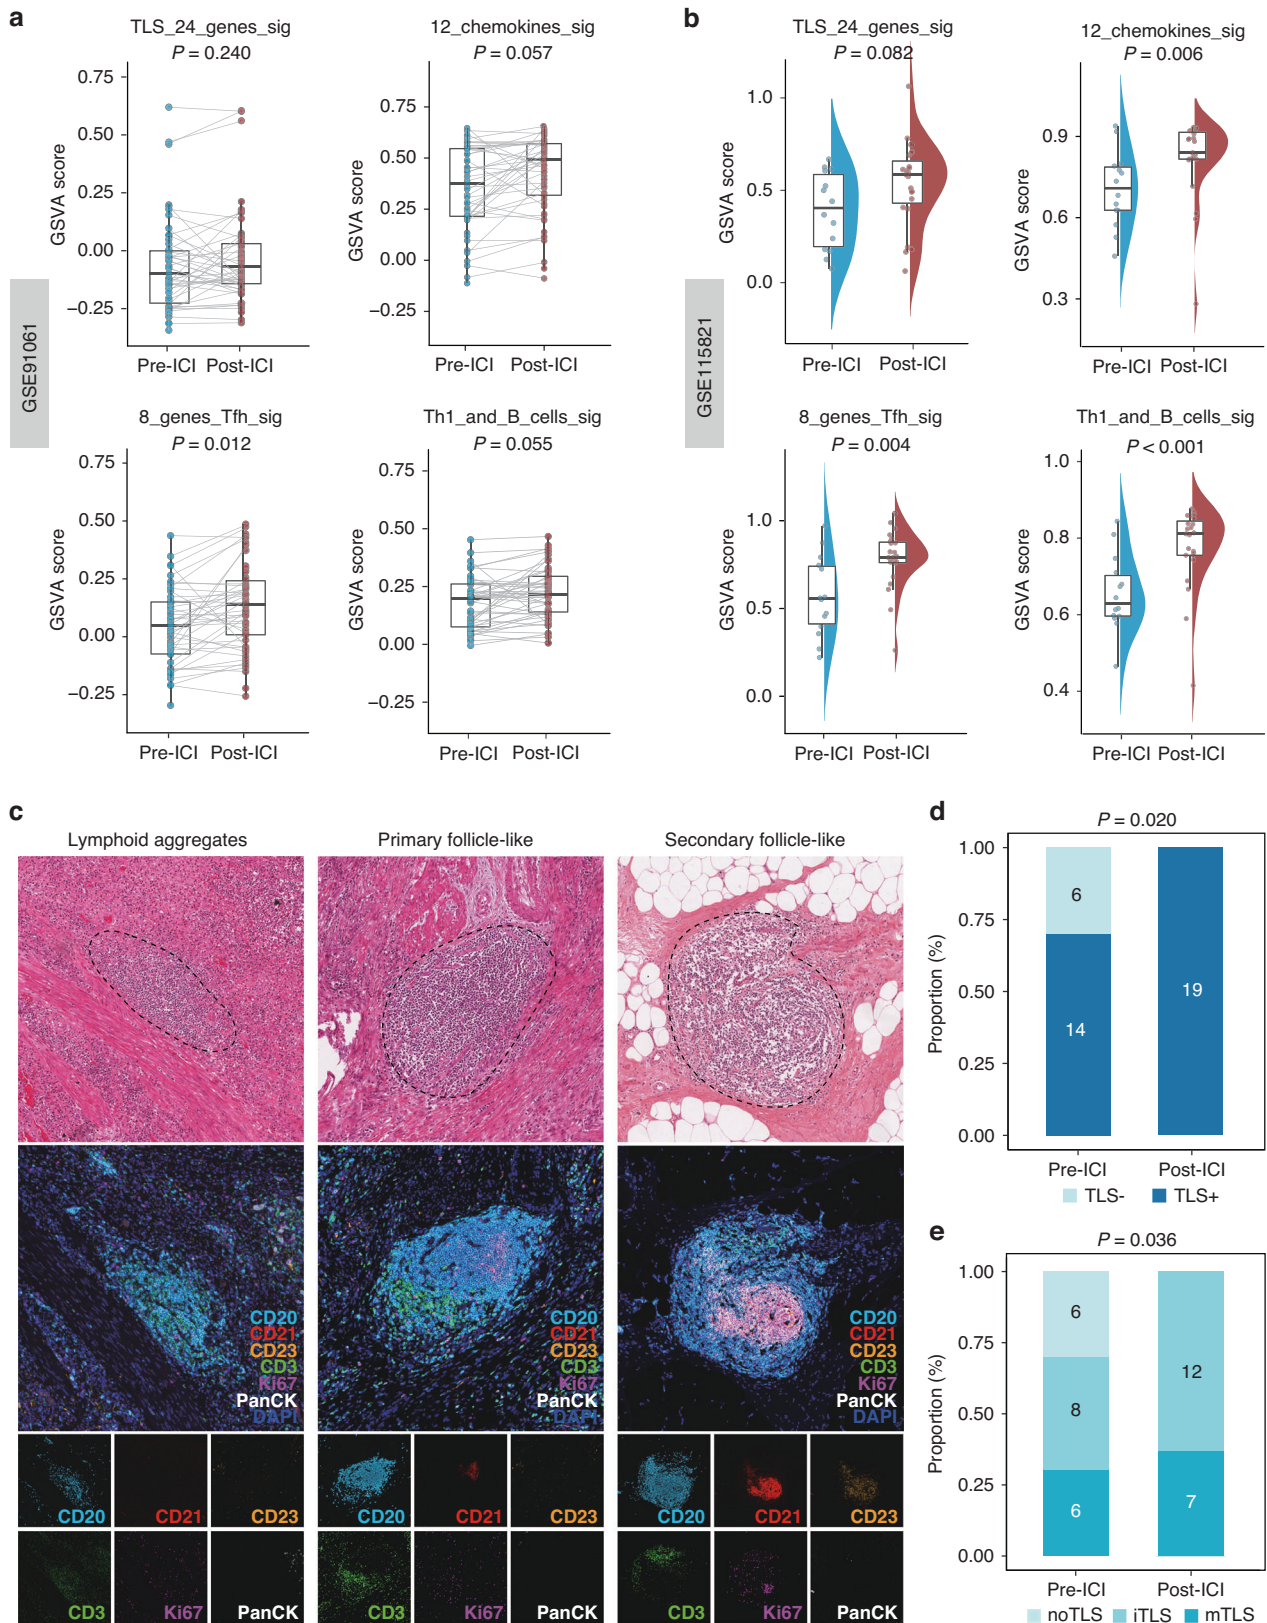 a
GSE91061
TLS_24_genes_sig
P = 0.240
GSVA score
0.75
0.50
0.25
0.00
−0.25
Pre-ICI Post-ICI
12_chemokines_sig
P = 0.057
GSVA score
0.75
0.50
0.25
0.00
−0.25
Pre-ICI Post-ICI
8_genes_Tfh_sig
P = 0.012
GSVA score
0.75
0.50
0.25
0.00
−0.25
Pre-ICI Post-ICI
Th1_and_B_cells_sig
P = 0.055
GSVA score
0.75
0.50
0.25
0.00
−0.25
Pre-ICI Post-ICI
b
GSE115821
TLS_24_genes_sig
P = 0.082
GSVA score
1.0
0.5
0.0
Pre-ICI Post-ICI
12_chemokines_sig
P = 0.006
GSVA score
0.9
0.6
0.3
Pre-ICI Post-ICI
8_genes_Tfh_sig
P = 0.004
GSVA score
1.0
0.5
0.0
Pre-ICI Post-ICI
Th1_and_B_cells_sig
P < 0.001
GSVA score
1.0
0.8
0.6
0.4
Pre-ICI Post-ICI
c
Lymphoid aggregates
Primary follicle-like
Secondary follicle-like
CD20
CD21
CD23
CD3
Ki67
PanCK
DAPI
CD20
CD21
CD23
CD3
Ki67
PanCK
DAPI
CD20
CD21
CD23
CD3
Ki67
PanCK
DAPI
CD20 CD21 CD23
CD3 Ki67 PanCK
CD20 CD21 CD23
CD3 Ki67 PanCK
CD20 CD21 CD23
CD3 Ki67 PanCK
d
P = 0.020
Proportion (%)
1.00
0.75
0.50
0.25
0.00
6
14
19
Pre-ICI Post-ICI
TLS- TLS+
e
P = 0.036
Proportion (%)
1.00
0.75
0.50
0.25
0.00
6
8
6
12
7
Pre-ICI Post-ICI
noTLS iTLS mTLS